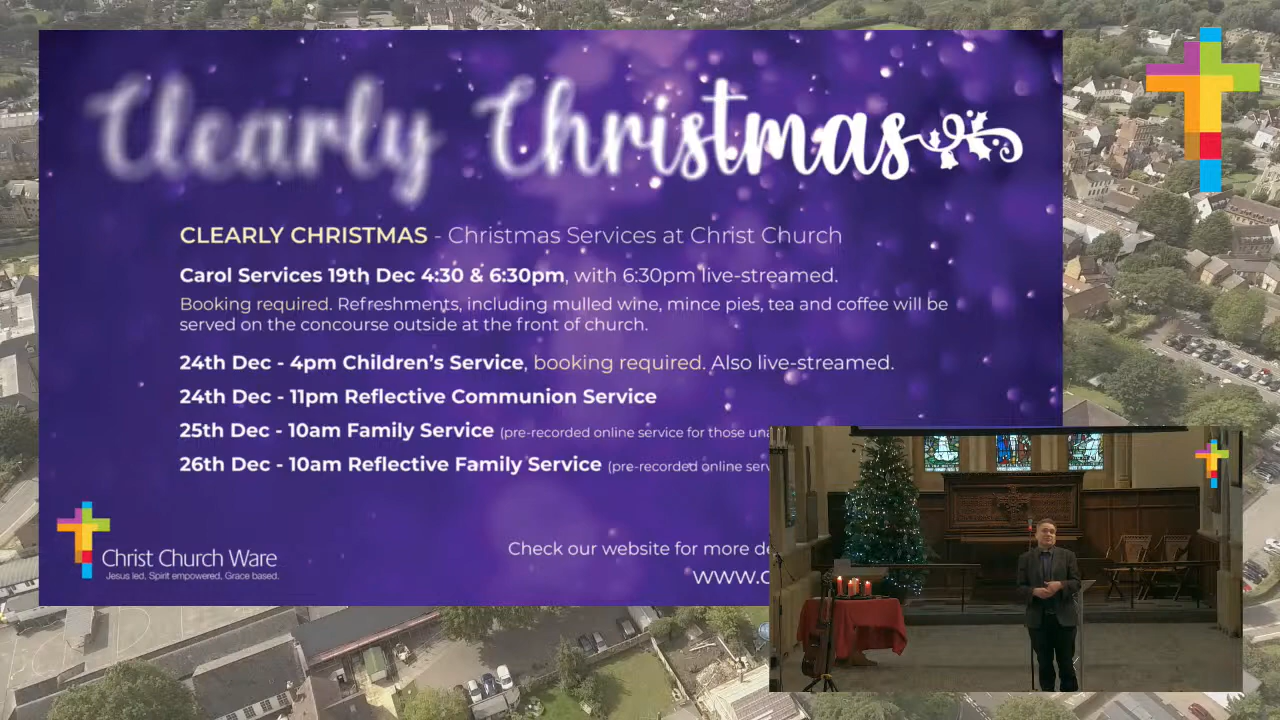 Clearly Christmas
CLEARLY CHRISTMAS - Christmas Services at Christ Church
Carol Services 19th Dec 4:30 & 6:30pm, with 6:30pm live-streamed.
Booking required. Refreshments, including mulled wine, mince pies, tea and coffee will be
served on the concourse outside at the front of church.
24th Dec - 4pm Children's Service, booking required. Also live-streamed.
24th Dec - 11pm Reflective Communion Service
25th Dec - 10am Family Service (pre-recorded online service for those
26th Dec - 10am Reflective Family Service (pre-recorded online
Check our website for more
Christ Church Ware
Jesus led, Spirit empowered, Grace based.